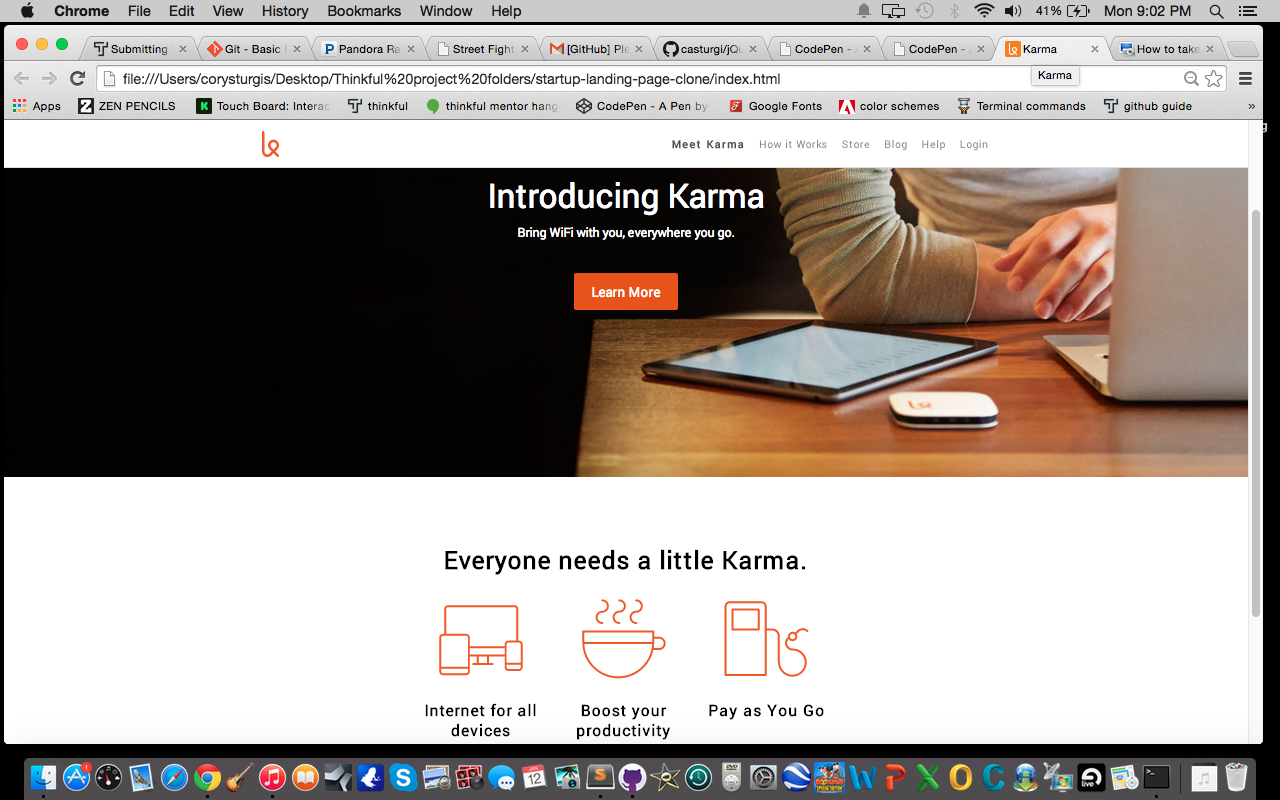 Chrome File Edit View History Bookmarks Window Help 41% Mon 9:02 PM
Submitting Git - Basic Pandora Ra Street Fight [GitHub] Ple casturgi/jQu CodePen - A CodePen - A Karma How to take
file:///Users/corysturgis/Desktop/Thinkful%20project%20folders/startup-landing-page-clone/index.html
Karma
Apps ZEN PENCILS Touch Board: Interac thinkful thinkful mentor hang CodePen - A Pen by Google Fonts color schemes Terminal commands github guide »
Meet Karma How it Works Store Blog Help Login
Introducing Karma
Bring WiFi with you, everywhere you go.
Learn More
Everyone needs a little Karma.
Internet for all devices
Boost your productivity
Pay as You Go
JAN 12